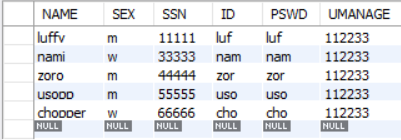 NAME SEX SSN ID PSWD UMANAGE
luffy m 11111 luf luf 112233
nami w 33333 nam nam 112233
zoro m 44444 zor zor 112233
usopp m 55555 uso uso 112233
chopper w 66666 cho cho 112233
NULL NULL NULL NULL NULL NULL